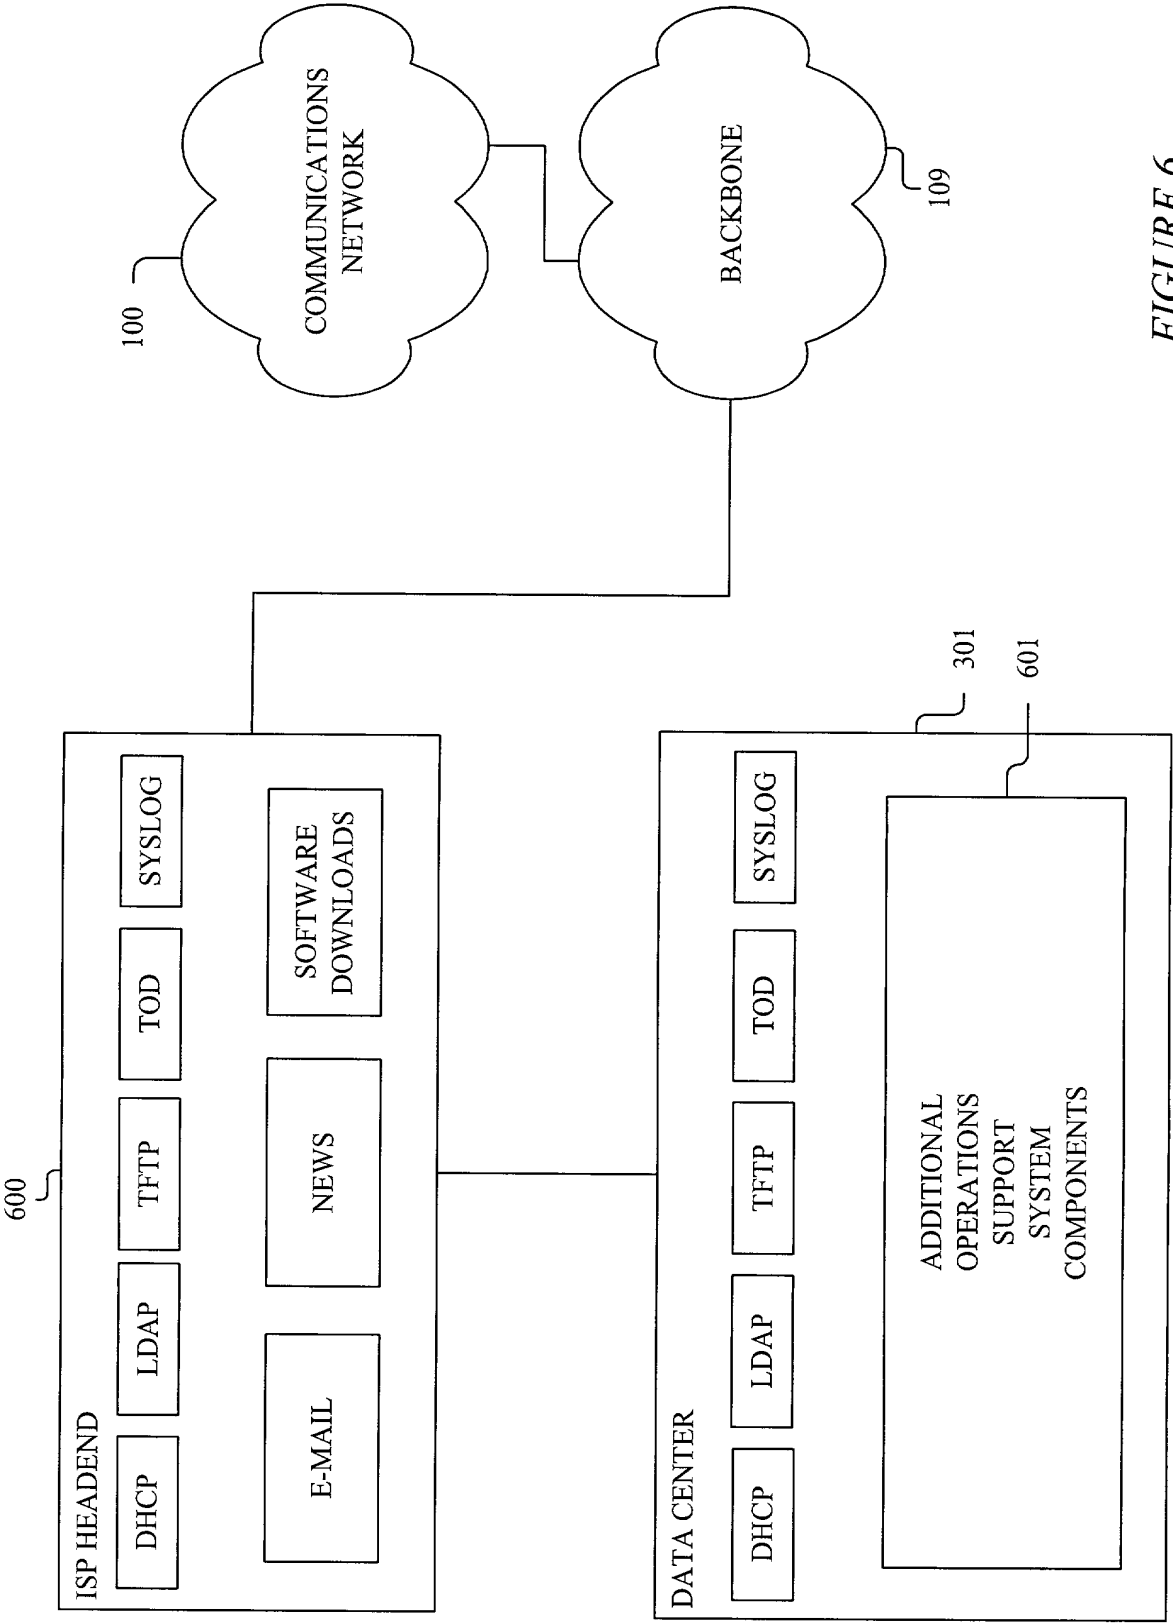 600
ISP HEADEND
DHCP
LDAP
TFTP
TOD
SYSLOG
E-MAIL
NEWS
SOFTWARE
DOWNLOADS
100
COMMUNICATIONS
NETWORK
DATA CENTER
DHCP
LDAP
TFTP
TOD
SYSLOG
ADDITIONAL
OPERATIONS
SUPPORT
SYSTEM
COMPONENTS
301
601
BACKBONE
109
FIGURE 6